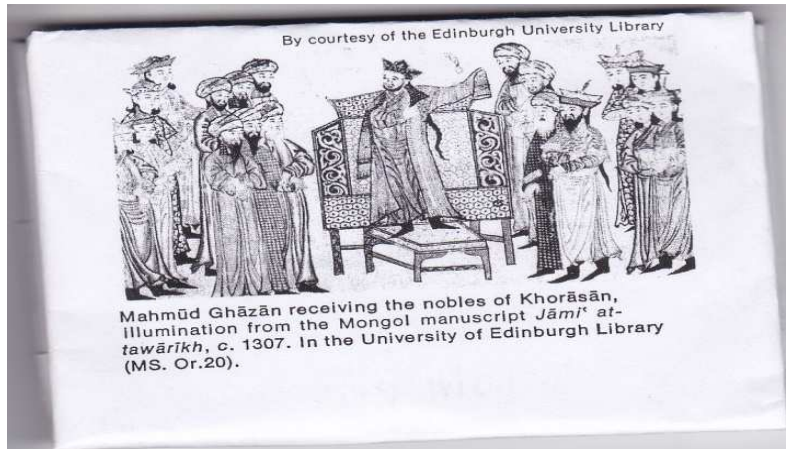 By courtesy of the Edinburgh University Library
Mahmūd Ghāzān receiving the nobles of Khorāsān,
illumination from the Mongol manuscript Jāmiʿ at-
tawārīkh, c. 1307. In the University of Edinburgh Library
(MS. Or.20).